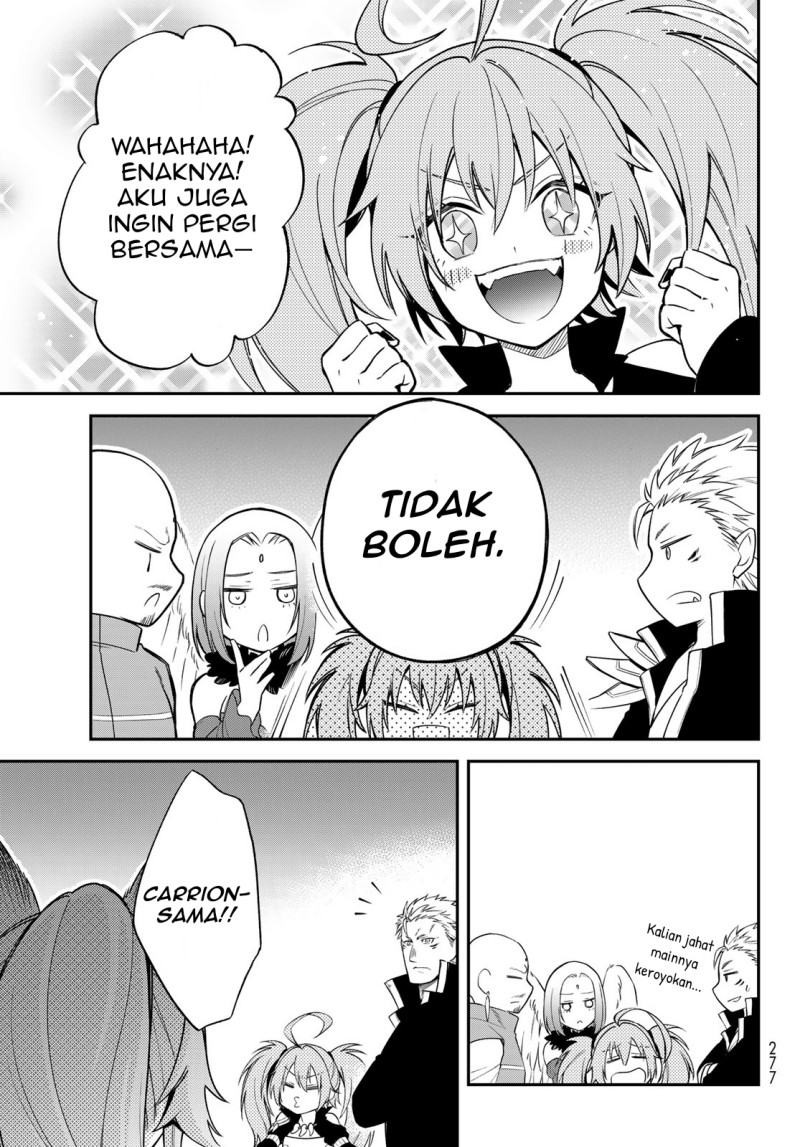 WAHAHAHA!
ENAKNYA!
AKU JUGA
INGIN PERGI
BERSAMA—
TIDAK
BOLEH.
Kalian jahat
mainnya
keroyokan...
CARRION-
SAMA!!
277